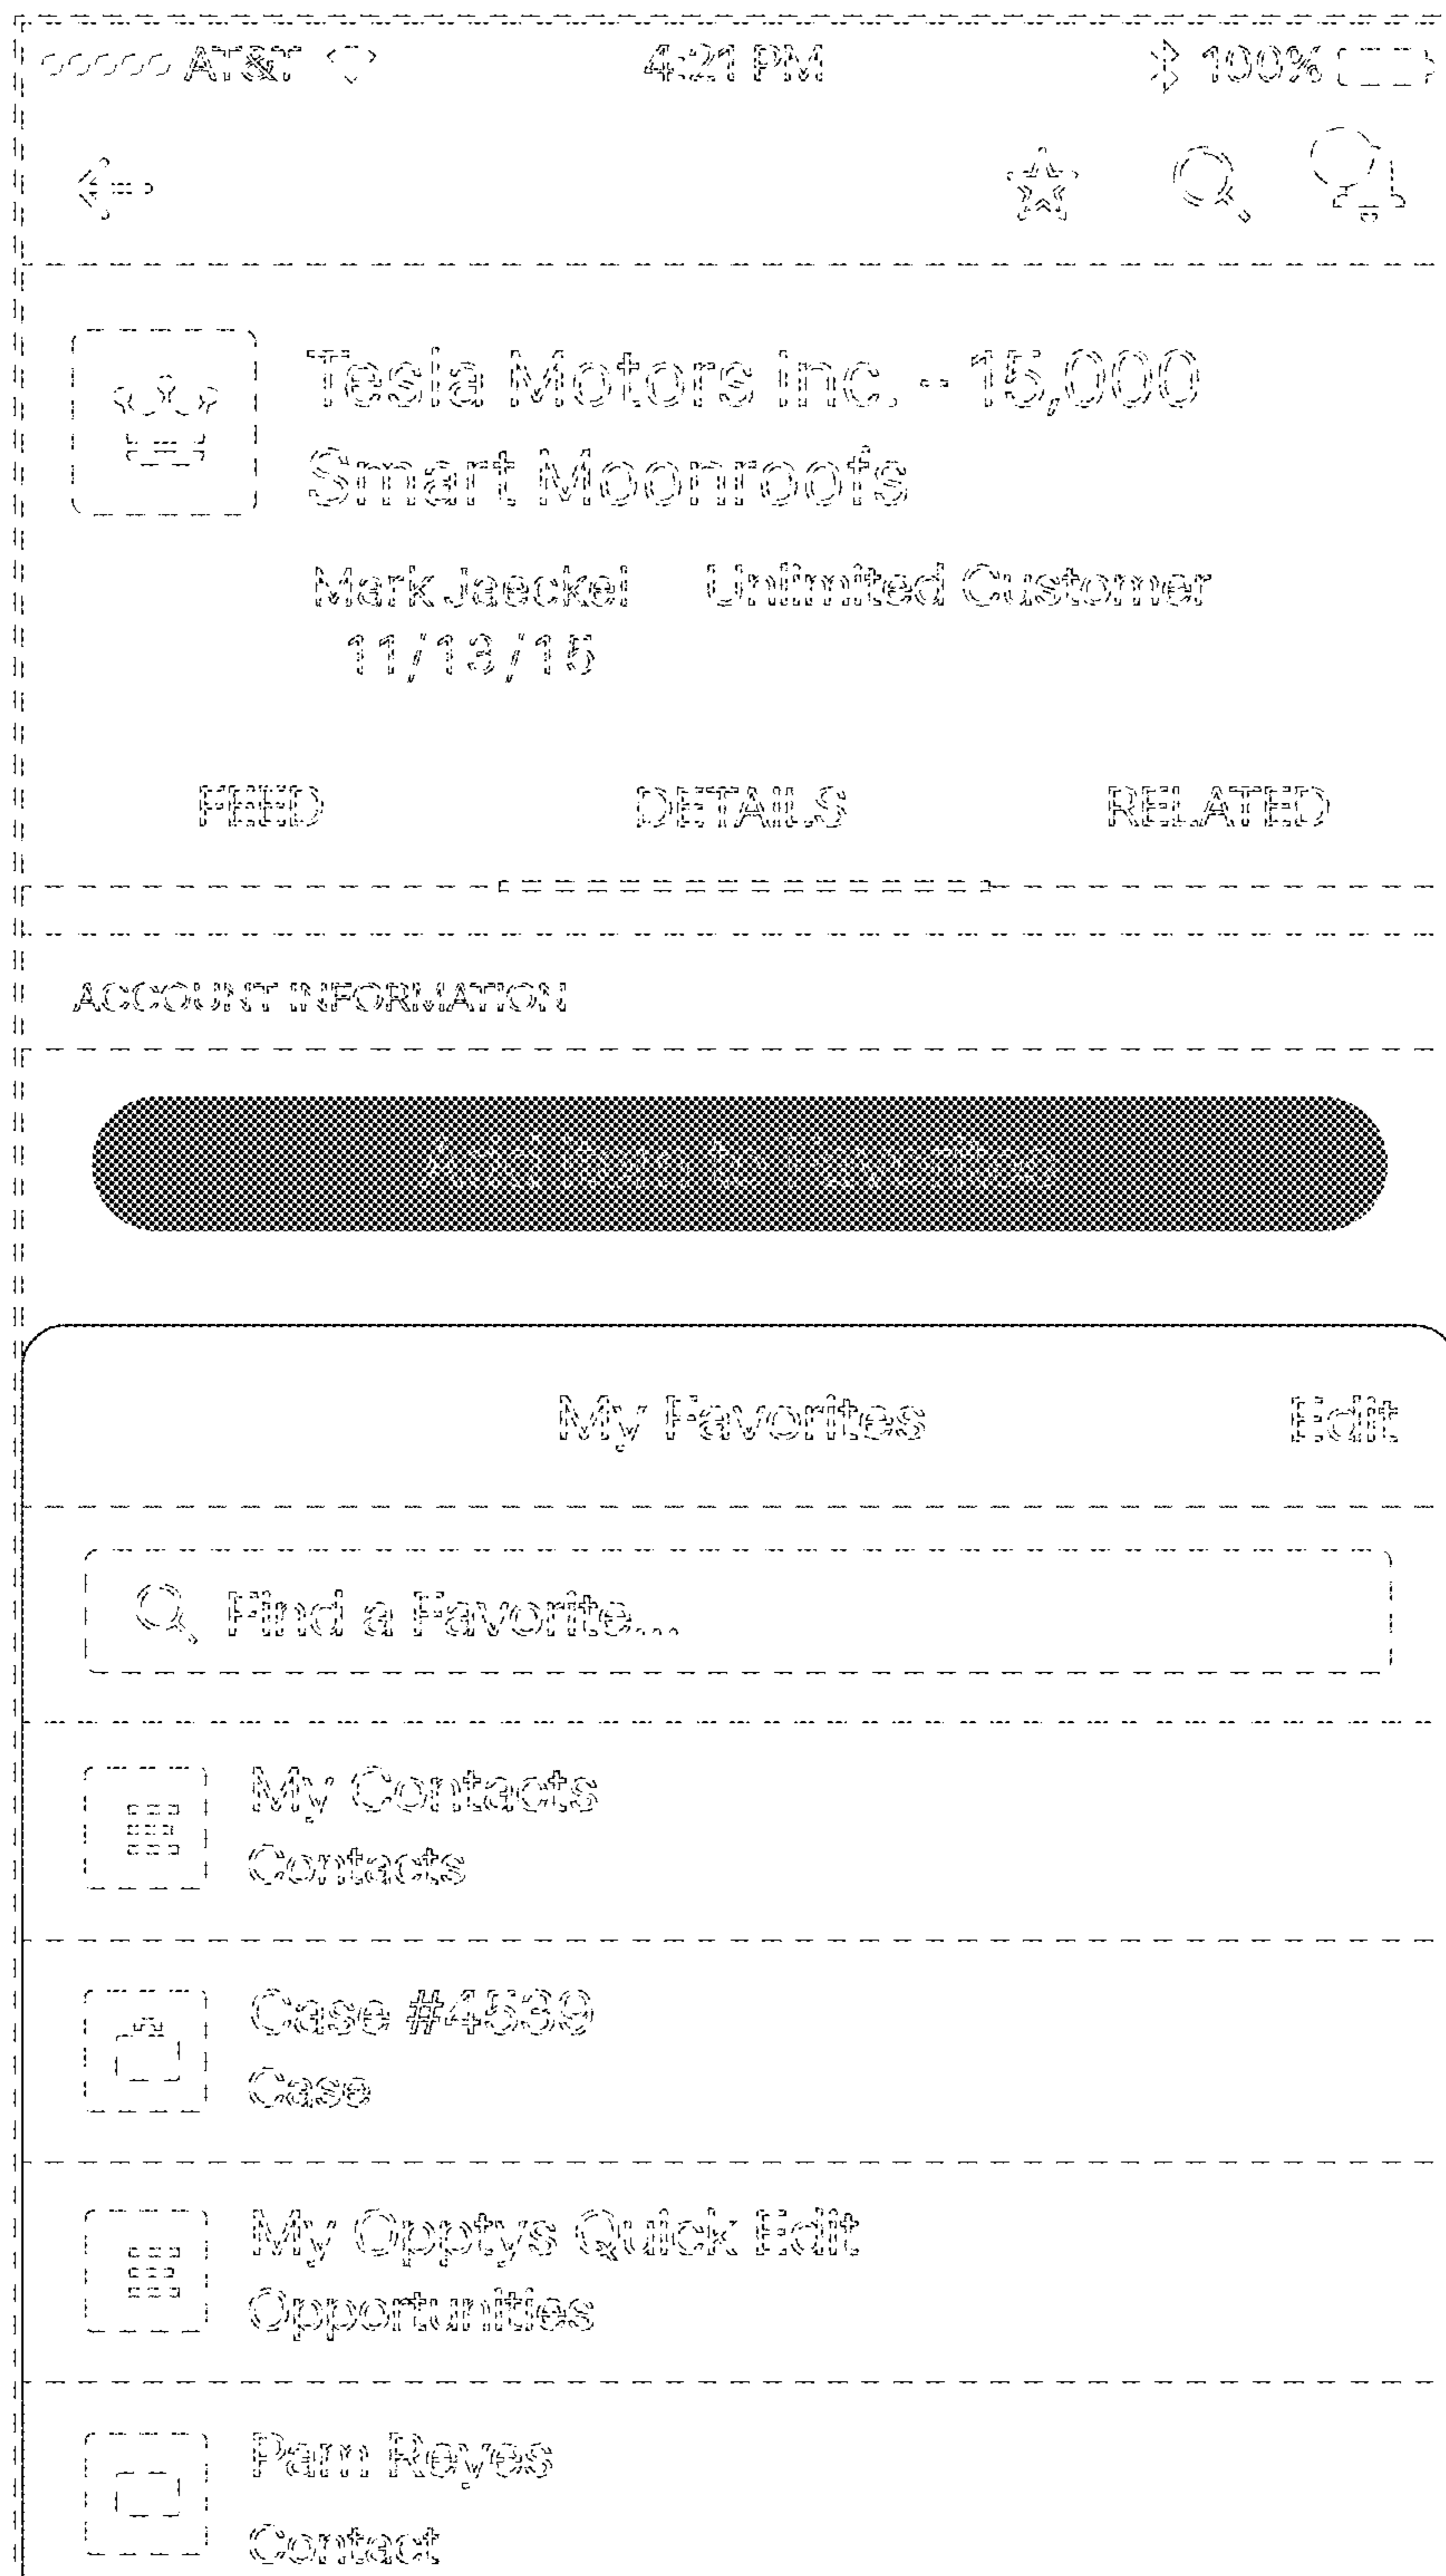 AT&T 4:21 PM 100%
Tesla Motors Inc. - 15,000
Smart Moonroofs
Mark Jaeckel Unlimited Customer
11/13/15
FEED DETAILS RELATED
ACCOUNT INFORMATION
to Favorites
My Favorites Edit
Find a Favorite...
My Contacts
Contacts
Case #4539
Case
My Opptys Quick Edit
Opportunities
Pam Reyes
Contact